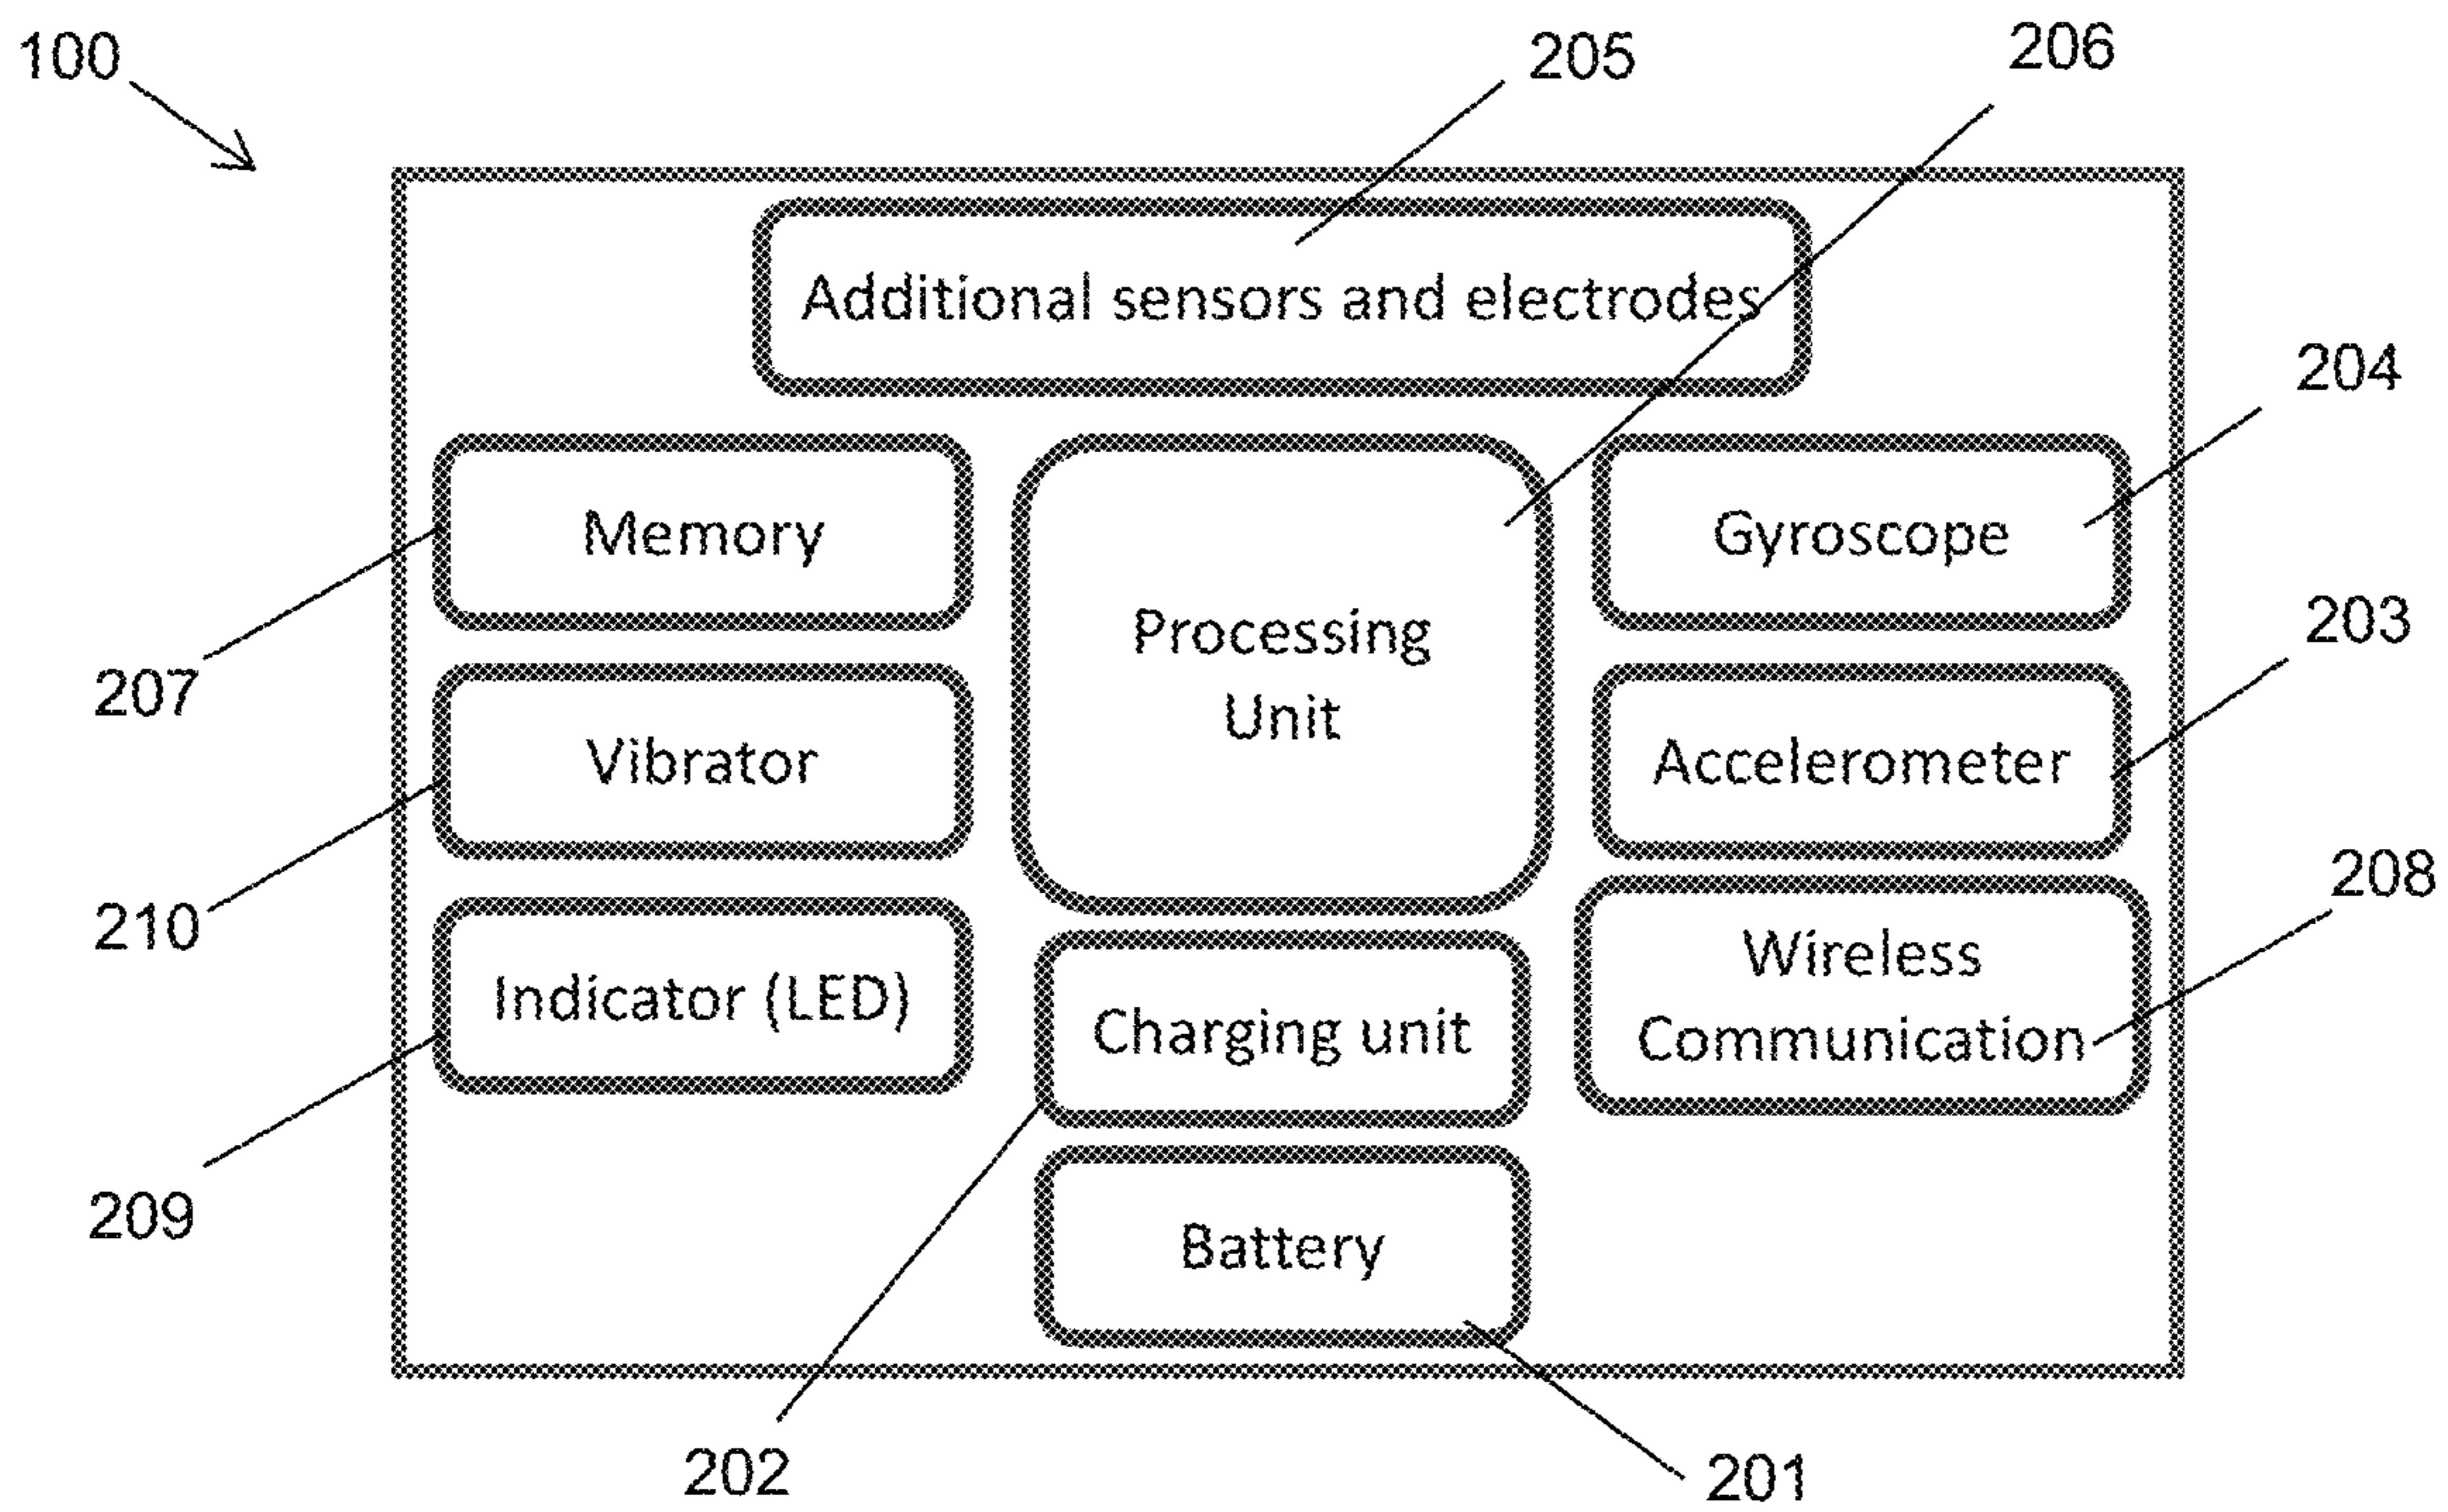 100
205
206
Additional sensors and electrodes
204
Memory
Gyroscope
Processing
Unit
203
207
Vibrator
Accelerometer
208
210
Wireless
Communication
Indicator (LED)
Charging unit
209
Battery
202
201